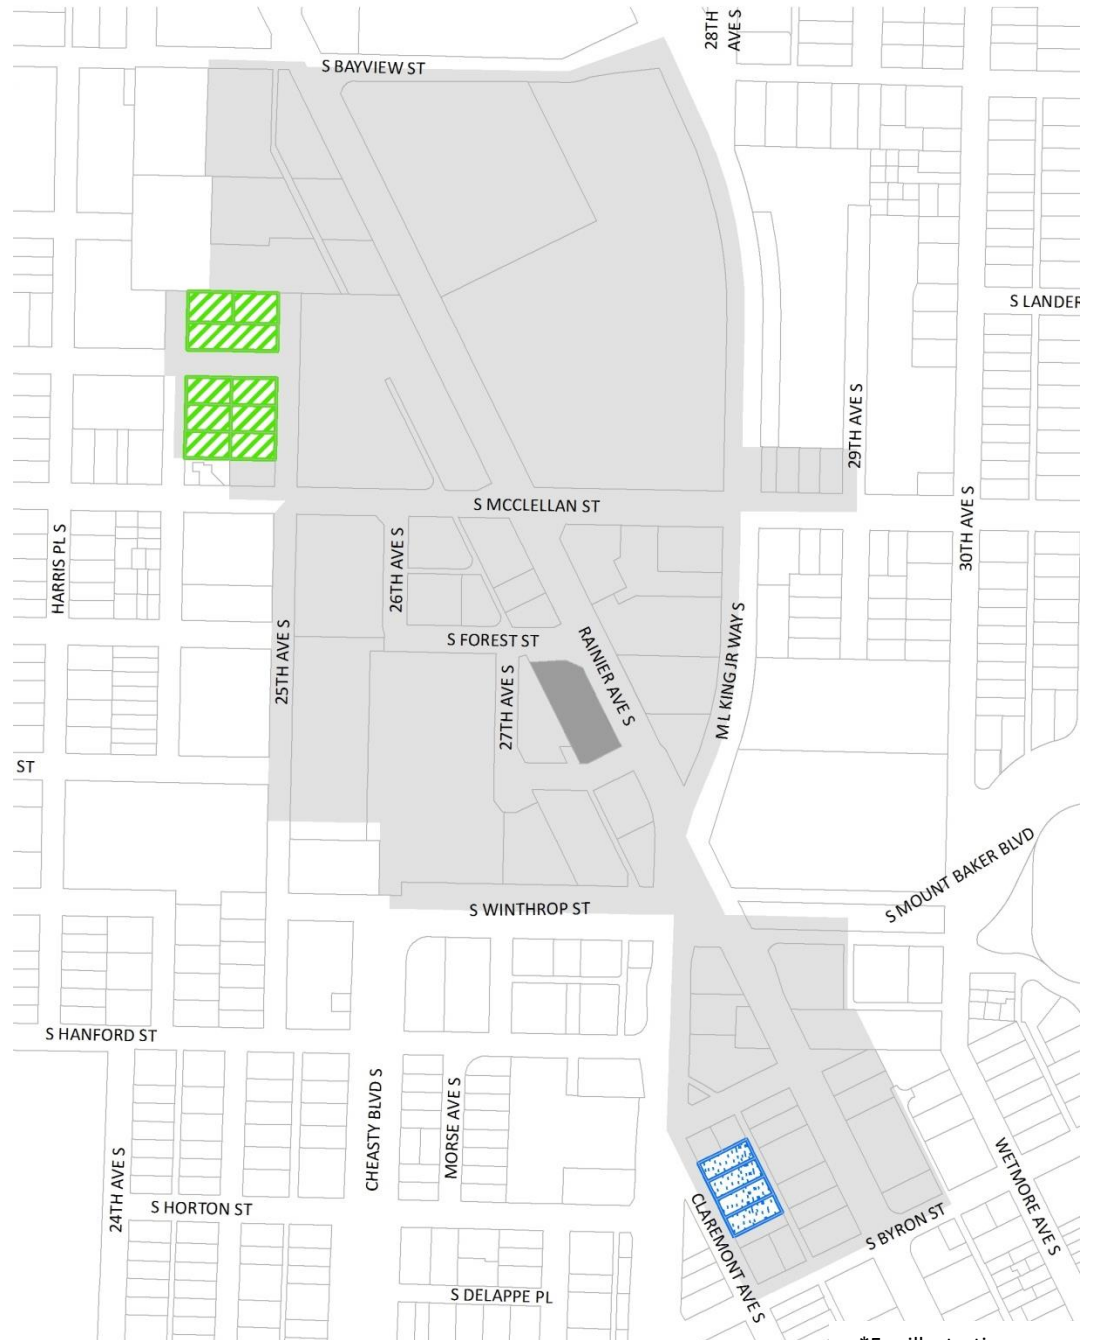 28TH
AVE S
S BAYVIEW ST
S LANDER
29TH AVE S
S MCCLELLAN ST
30TH AVE S
HARRIS PL S
26TH AVE S
S FOREST ST
RAINIER AVE S
M L KING JR WAY S
25TH AVE S
27TH AVE S
ST
S MOUNT BAKER BLVD
S WINTHROP ST
S HANFORD ST
CHEASTY BLVD S
MORSE AVE S
24TH AVE S
WETMORE AVE S
S HORTON ST
CLAREMONT AVE S
S BYRON ST
S DELAPPE PL